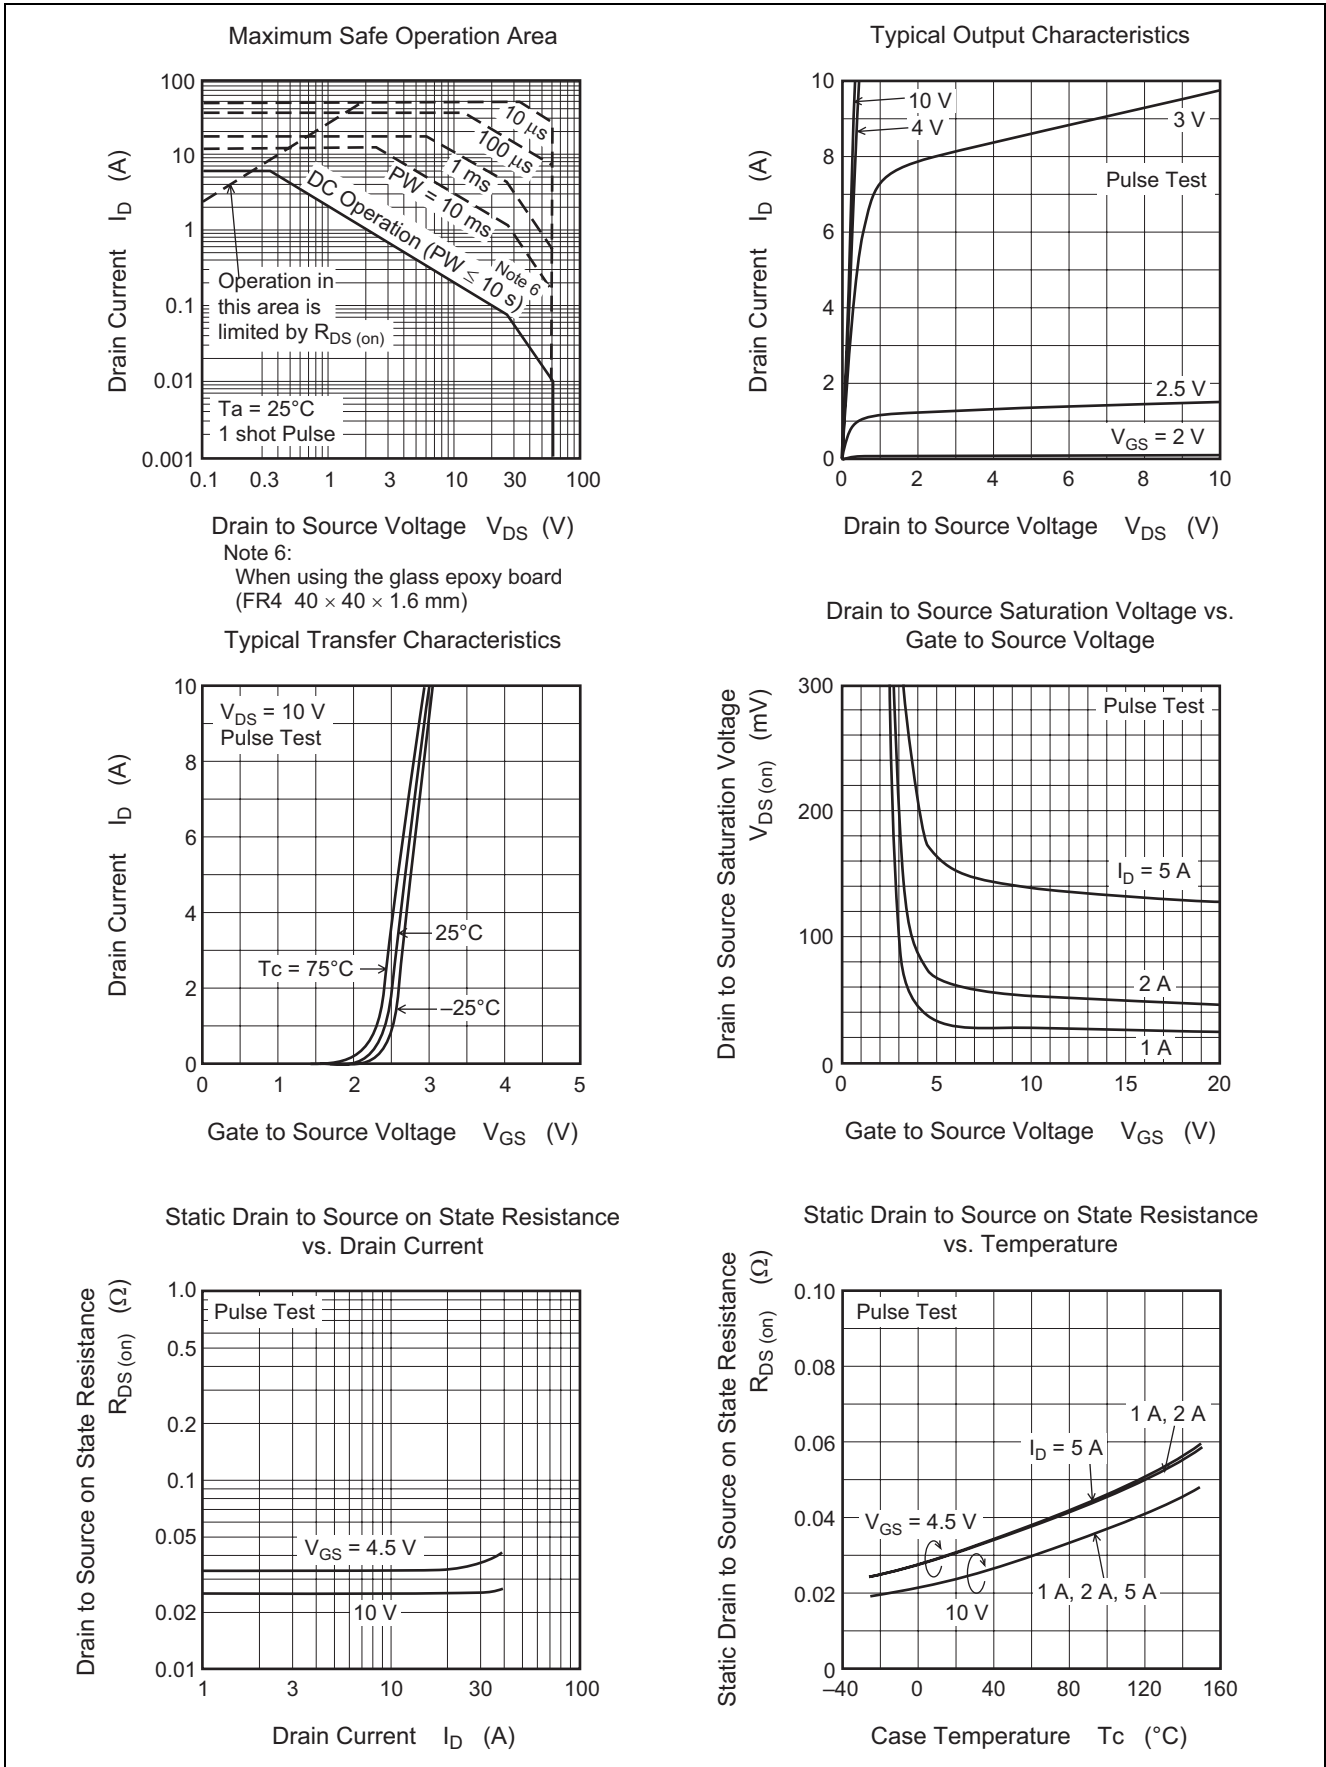 Maximum Safe Operation Area
Drain Current I_D (A)
100
10
1
0.1
0.01
0.001
10 μs
100 μs
1 ms
PW = 10 ms
DC Operation (PW ≤ 10 s) Note 6
Operation in
this area is
limited by R_DS (on)
Ta = 25°C
1 shot Pulse
0.1 0.3 1 3 10 30 100
Drain to Source Voltage V_DS (V)
Note 6:
When using the glass epoxy board
(FR4 40 × 40 × 1.6 mm)
Typical Output Characteristics
Drain Current I_D (A)
10
8
6
4
2
0
10 V
4 V
3 V
Pulse Test
2.5 V
V_GS = 2 V
0 2 4 6 8 10
Drain to Source Voltage V_DS (V)
Typical Transfer Characteristics
Drain Current I_D (A)
10
8
6
4
2
0
V_DS = 10 V
Pulse Test
25°C
Tc = 75°C
–25°C
0 1 2 3 4 5
Gate to Source Voltage V_GS (V)
Drain to Source Saturation Voltage vs.
Gate to Source Voltage
Drain to Source Saturation Voltage
V_DS (on) (mV)
300
200
100
0
Pulse Test
I_D = 5 A
2 A
1 A
0 5 10 15 20
Gate to Source Voltage V_GS (V)
Static Drain to Source on State Resistance
vs. Drain Current
Drain to Source on State Resistance
R_DS (on) (Ω)
1.0
0.5
0.2
0.1
0.05
0.02
0.01
Pulse Test
V_GS = 4.5 V
10 V
1 3 10 30 100
Drain Current I_D (A)
Static Drain to Source on State Resistance
vs. Temperature
Static Drain to Source on State Resistance
R_DS (on) (Ω)
0.10
0.08
0.06
0.04
0.02
0
Pulse Test
1 A, 2 A
I_D = 5 A
V_GS = 4.5 V
1 A, 2 A, 5 A
10 V
–40 0 40 80 120 160
Case Temperature Tc (°C)